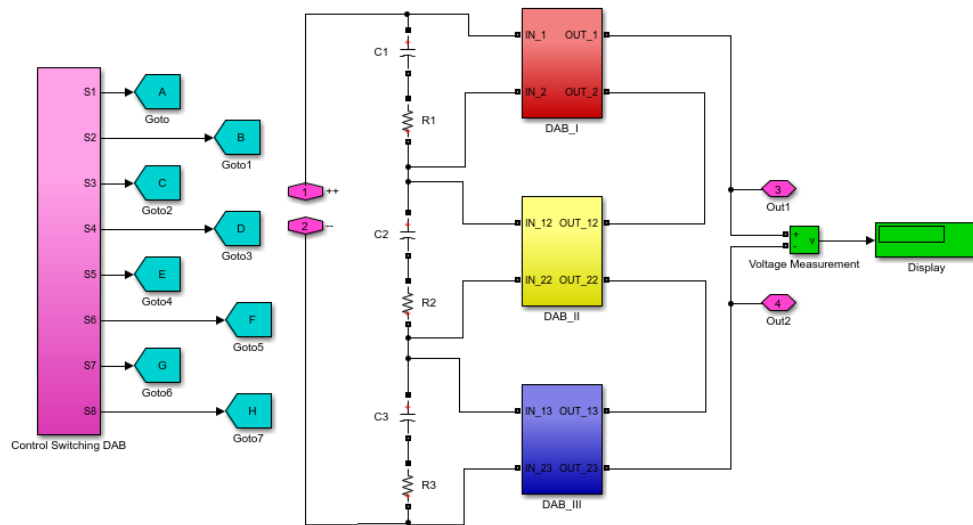 S1
A
Goto
S2
B
Goto1
S3
C
Goto2
S4
D
Goto3
S5
E
Goto4
S6
F
Goto5
S7
G
Goto6
S8
H
Goto7
Control Switching DAB
1
++
2
--
C1
R1
C2
R2
C3
R3
IN_1 OUT_1
IN_2 OUT_2
DAB_I
IN_12 OUT_12
IN_22 OUT_22
DAB_II
IN_13 OUT_13
IN_23 OUT_23
DAB_III
3
Out1
+
-
v
Voltage Measurement
Display
4
Out2